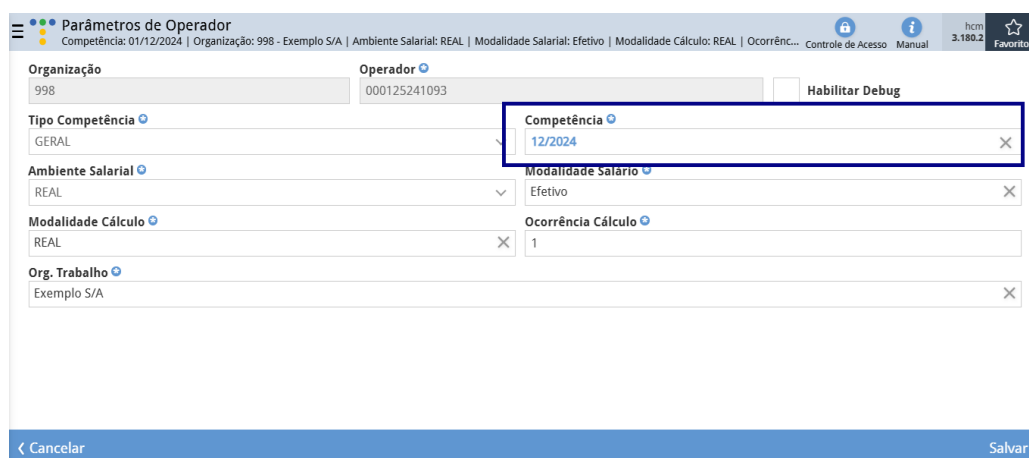 Parâmetros de Operador
Competência: 01/12/2024 | Organização: 998 - Exemplo S/A | Ambiente Salarial: REAL | Modalidade Salarial: Efetivo | Modalidade Cálculo: REAL | Ocorrênc...
Controle de Acesso
Manual
hcm
3.180.2
Favorito
Organização
Operador
998
000125241093
Habilitar Debug
Tipo Competência
Competência
GERAL
12/2024
Ambiente Salarial
Modalidade Salário
REAL
Efetivo
Modalidade Cálculo
Ocorrência Cálculo
REAL
1
Org. Trabalho
Exemplo S/A
Cancelar
Salvar